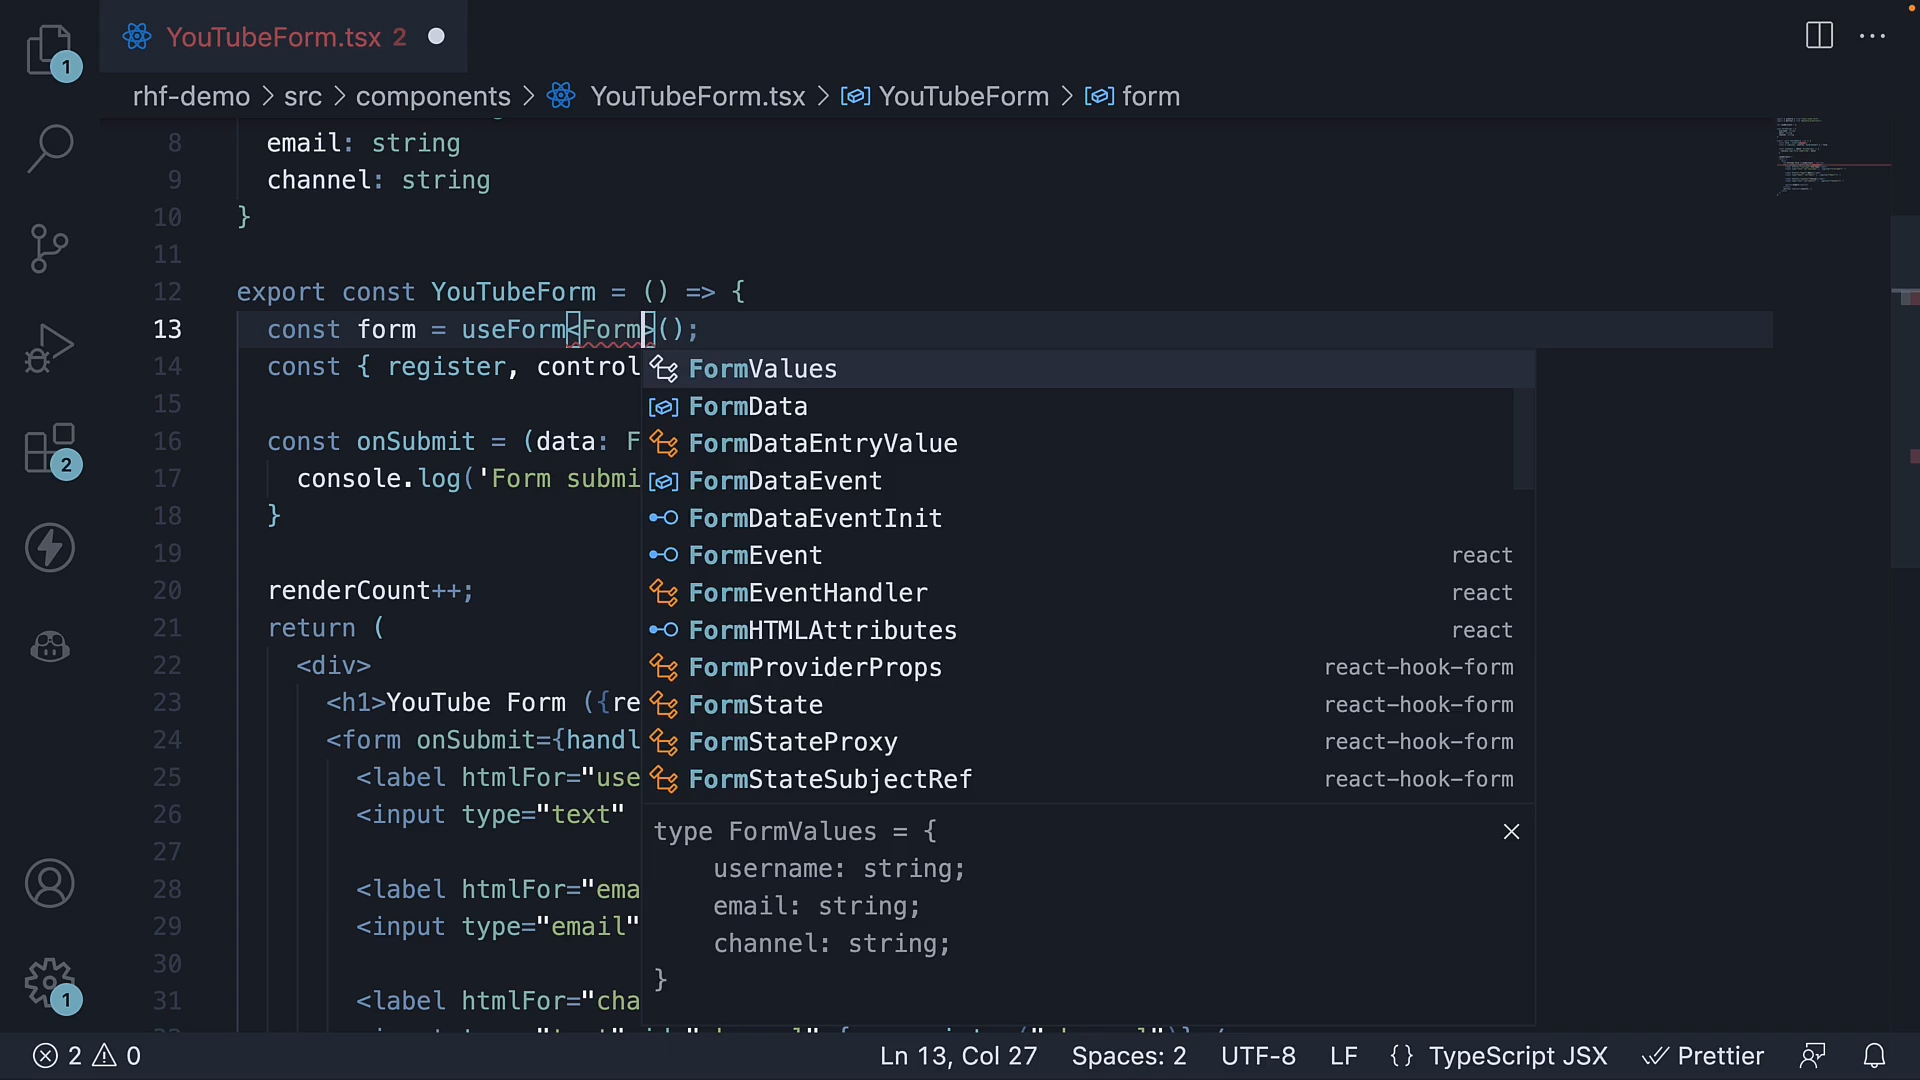 1
YouTubeForm.tsx 2
rhf-demo > src > components > YouTubeForm.tsx > YouTubeForm > form
8 email: string
9 channel: string
10 }
11
12 export const YouTubeForm = () => {
13 const form = useForm<Form>();
14 const { register, control
15
16 const onSubmit = (data: F
17 console.log('Form submi
18 }
19
20 renderCount++;
21 return (
22 <div>
23 <h1>YouTube Form ({re
24 <form onSubmit={handl
25 <label htmlFor="use
26 <input type="text"
27
28 <label htmlFor="ema
29 <input type="email"
30
31 <label htmlFor="cha
FormValues
FormData
FormDataEntryValue
FormDataEvent
FormDataEventInit
FormEvent react
FormEventHandler react
FormHTMLAttributes react
FormProviderProps react-hook-form
FormState react-hook-form
FormStateProxy react-hook-form
FormStateSubjectRef react-hook-form
type FormValues = {
username: string;
email: string;
channel: string;
}
2
1
2 0
Ln 13, Col 27 Spaces: 2 UTF-8 LF {} TypeScript JSX Prettier